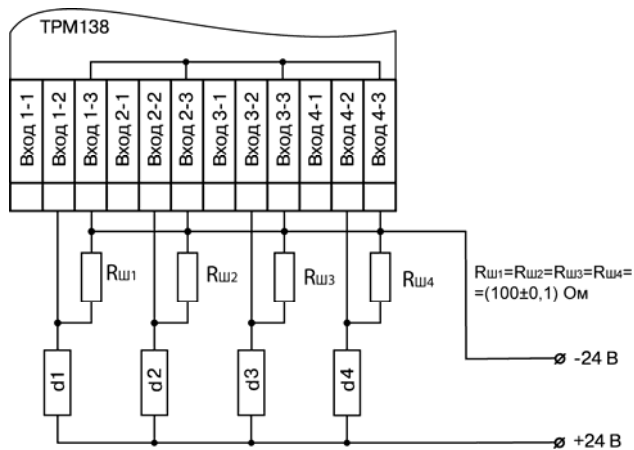 ТРМ138
Вход 1-1
Вход 1-2
Вход 1-3
Вход 2-1
Вход 2-2
Вход 2-3
Вход 3-1
Вход 3-2
Вход 3-3
Вход 4-1
Вход 4-2
Вход 4-3
Rш1
Rш2
Rш3
Rш4
Rш1=Rш2=Rш3=Rш4=
=(100±0,1) Ом
-24 В
d1
d2
d3
d4
+24 В